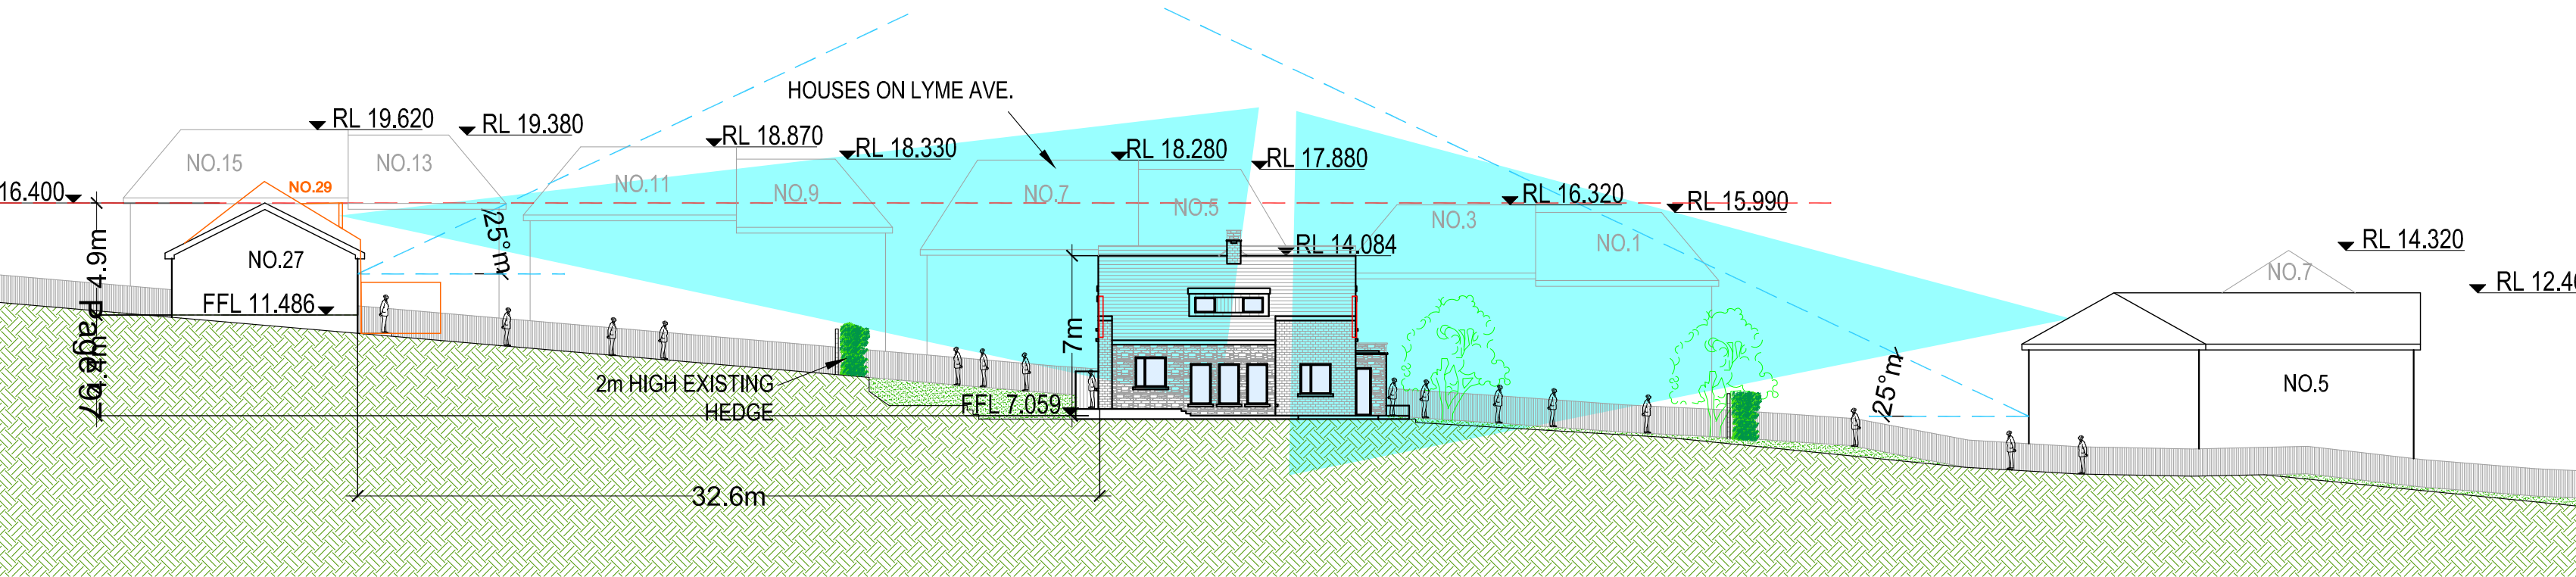 HOUSES ON LYME AVE.
RL 19.620
RL 19.380
RL 18.870
RL 18.330
RL 18.280
RL 17.880
RL 16.320
RL 15.990
16.400
NO.15
NO.13
NO.29
NO.11
NO.9
NO.7
NO.5
NO.3
NO.1
RL 14.084
RL 14.320
NO.7
RL 12.4
NO.27
25°m
4.9m
FFL 11.486
7m
Page 97
2m HIGH EXISTING
HEDGE
FFL 7.059
25°m
NO.5
32.6m